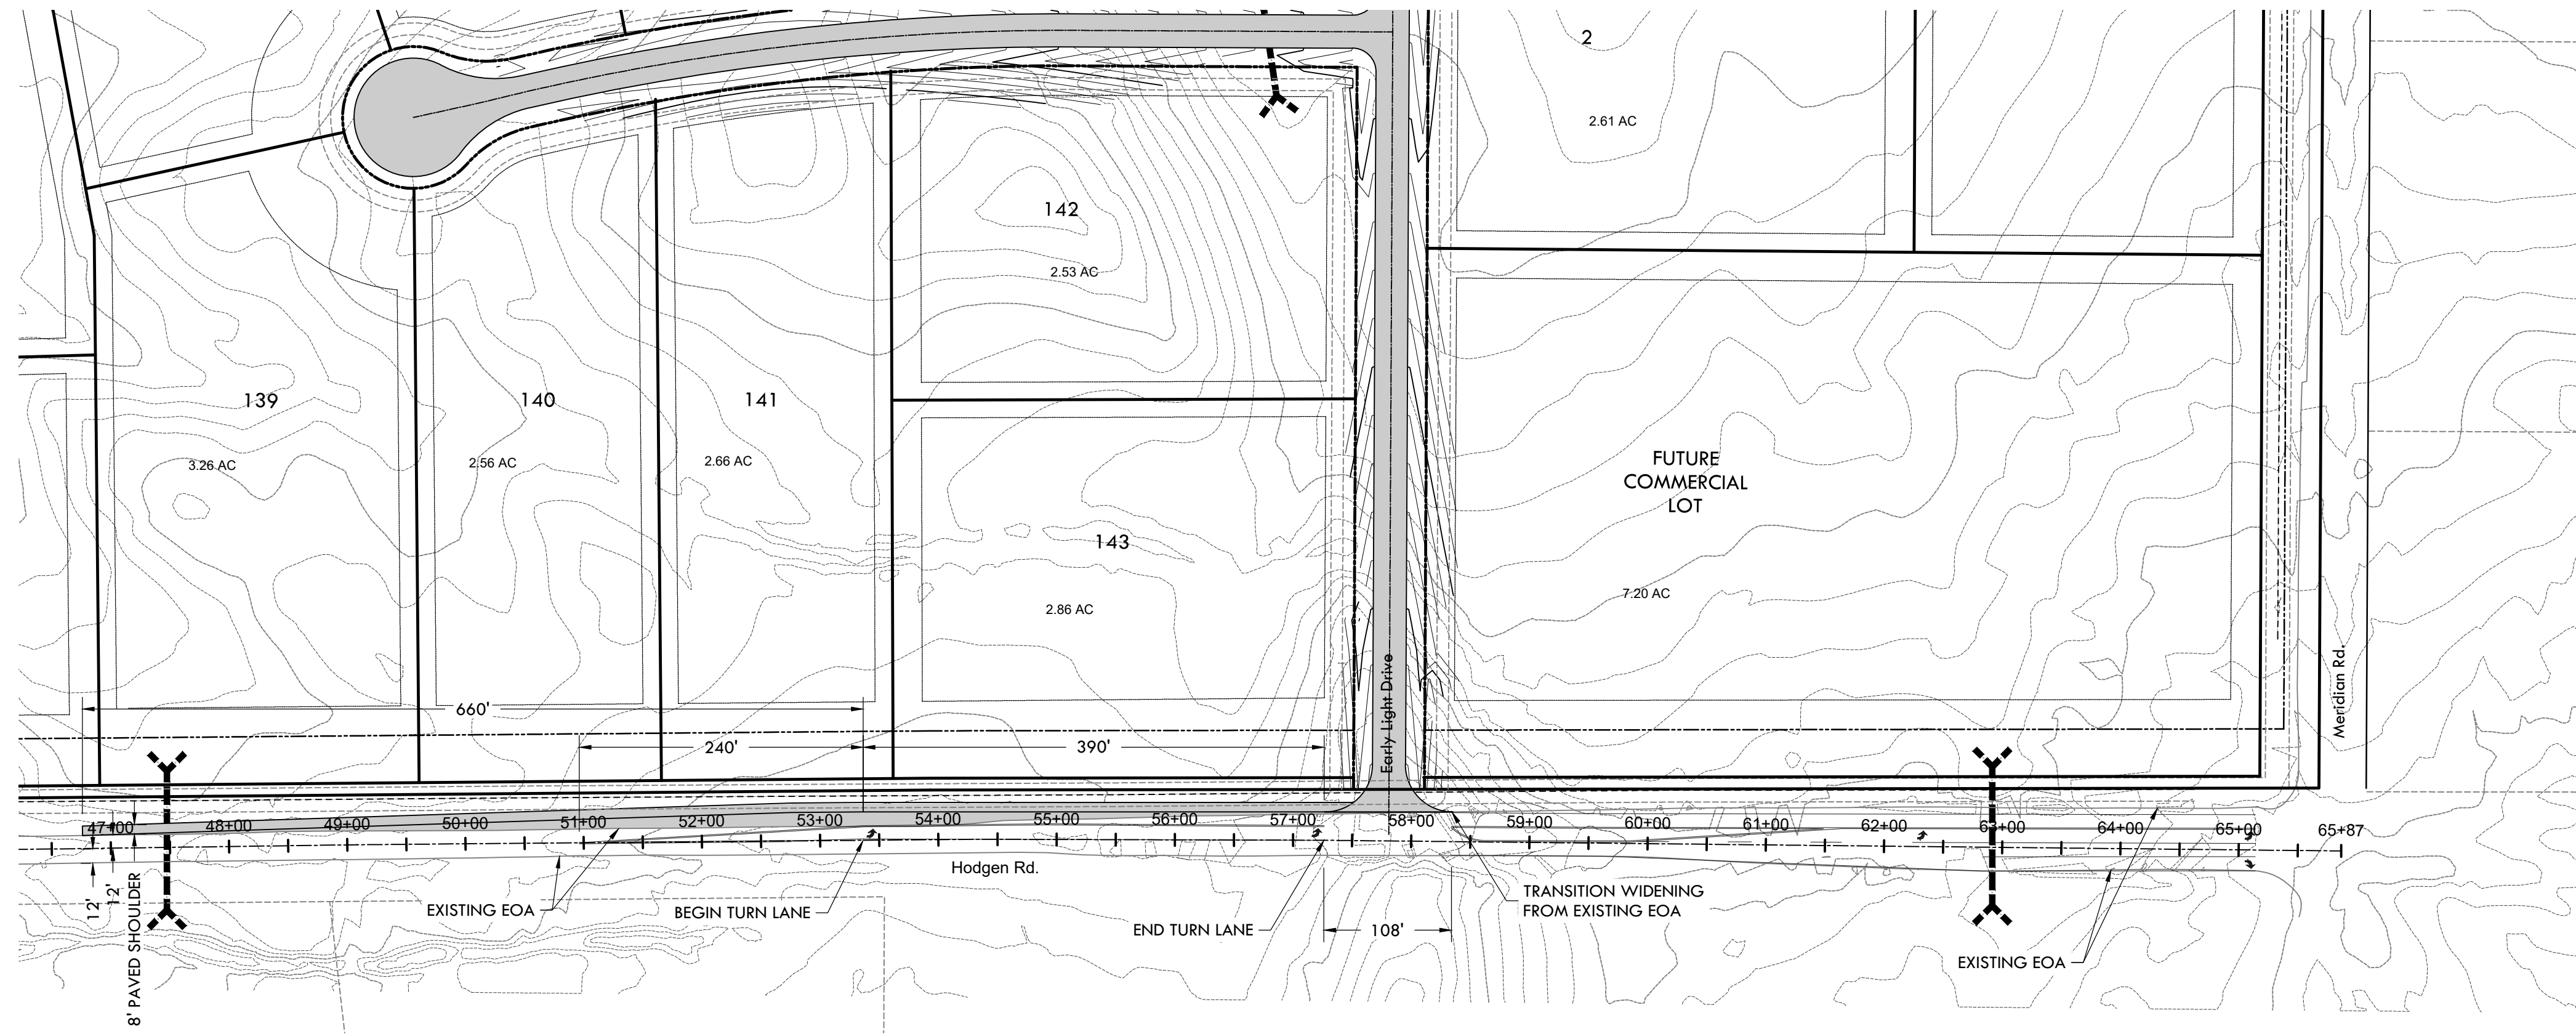 2
2.61 AC
142
2.53 AC
139
140
141
3.26 AC
2.56 AC
2.66 AC
FUTURE
COMMERCIAL
LOT
143
2.86 AC
7.20 AC
Early Light Drive
Meridian Rd.
660'
240'
390'
47+00
48+00
49+00
50+00
51+00
52+00
53+00
54+00
55+00
56+00
57+00
58+00
59+00
60+00
61+00
62+00
63+00
64+00
65+00
65+87
Hodgen Rd.
12'
12'
8' PAVED SHOULDER
EXISTING EOA
BEGIN TURN LANE
END TURN LANE
108'
TRANSITION WIDENING
FROM EXISTING EOA
EXISTING EOA